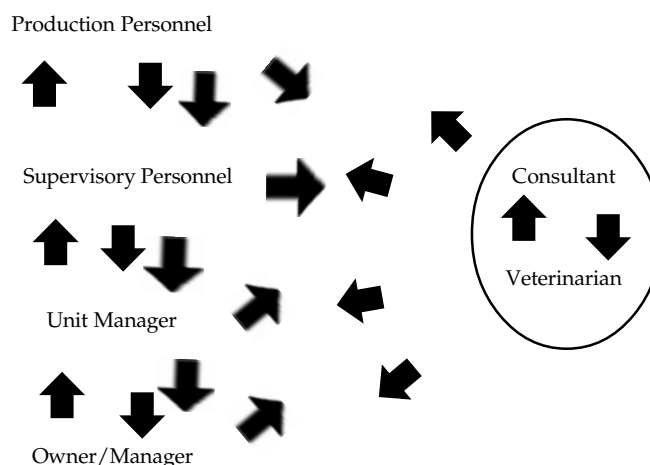 Production Personnel
Supervisory Personnel
Consultant
Veterinarian
Unit Manager
Owner/Manager